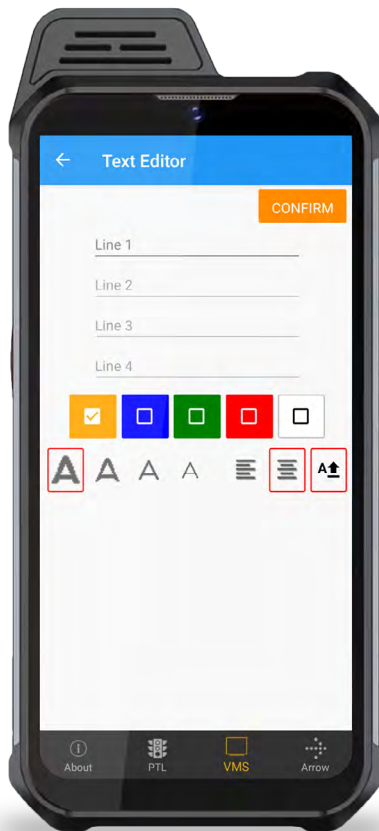 Text Editor
CONFIRM
Line 1
Line 2
Line 3
Line 4
A A A A A
About PTL VMS Arrow